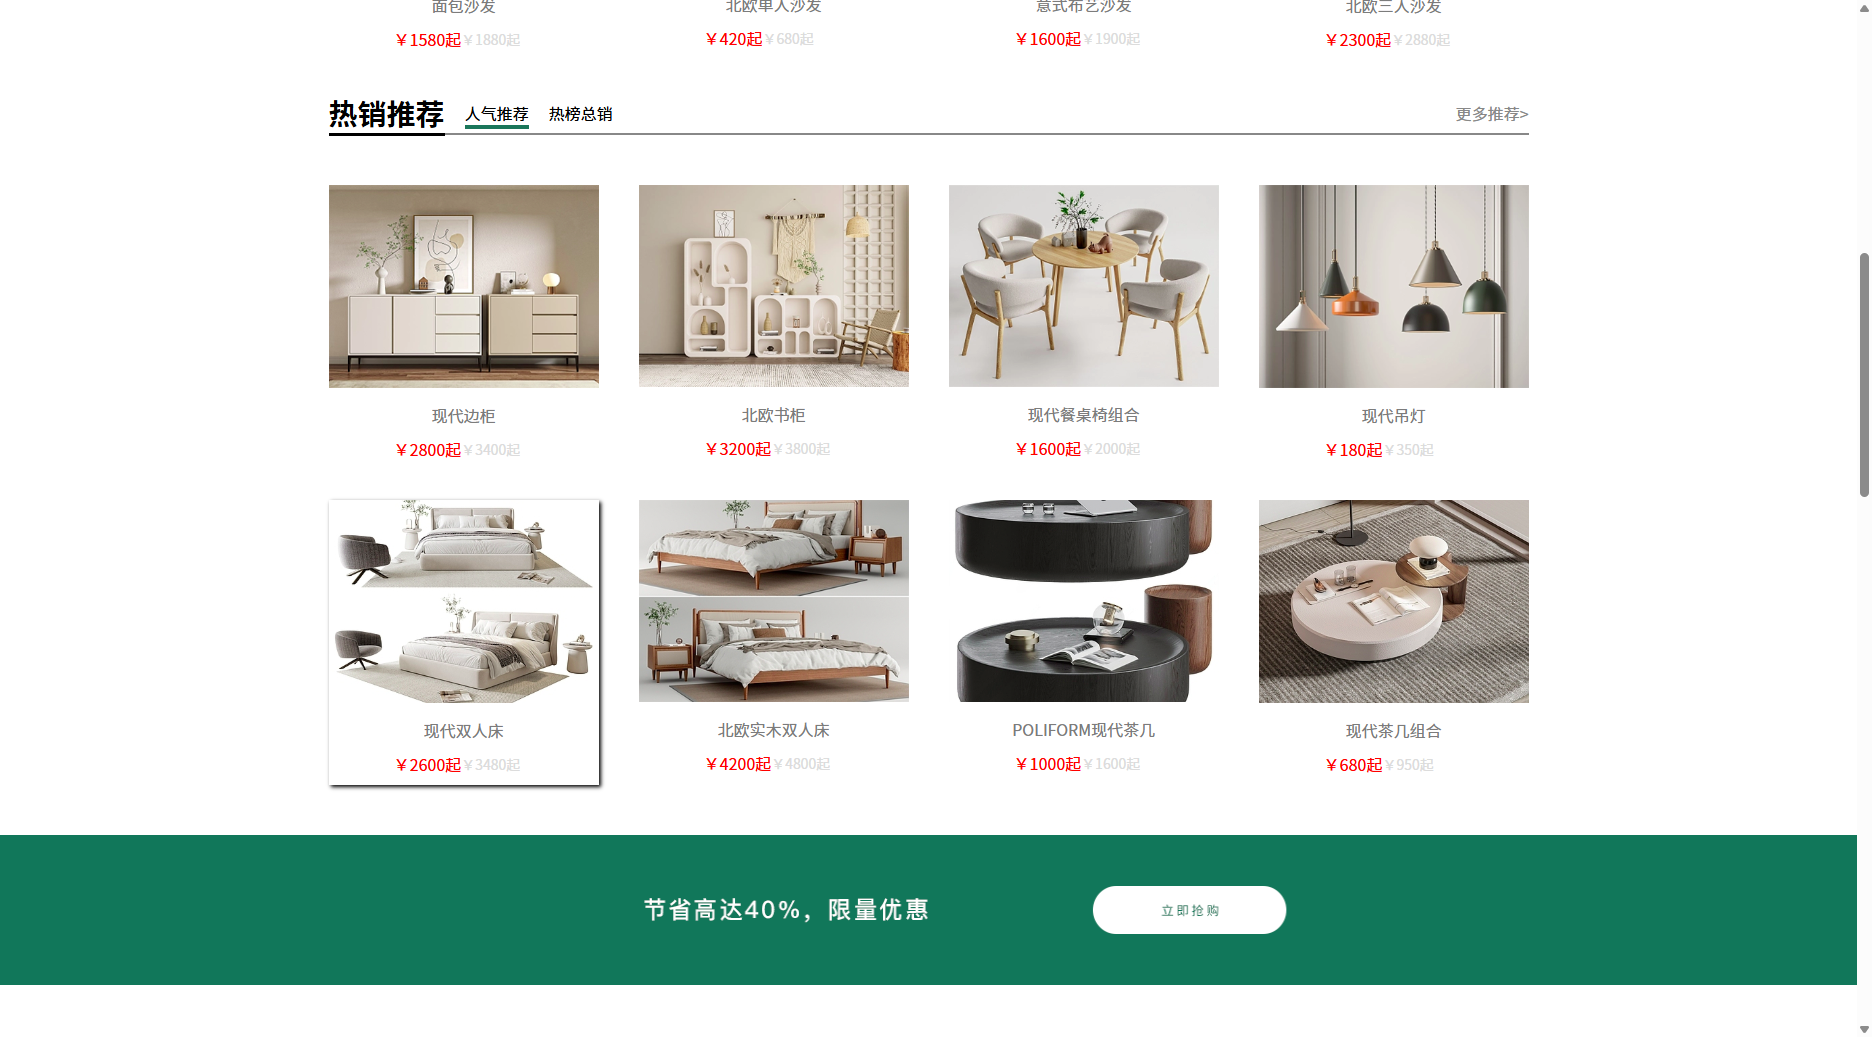 面包沙发
北欧单人沙发
意式布艺沙发
北欧三人沙发
￥1580起￥1880起
￥420起￥680起
￥1600起￥1900起
￥2300起￥2880起
热销推荐 人气推荐 热榜总销 更多推荐>
现代边柜
北欧书柜
现代餐桌椅组合
现代吊灯
￥2800起￥3400起
￥3200起￥3800起
￥1600起￥2000起
￥180起￥350起
现代双人床
北欧实木双人床
POLIFORM现代茶几
现代茶几组合
￥2600起￥3480起
￥4200起￥4800起
￥1000起￥1600起
￥680起￥950起
节省高达40%，限量优惠
立即抢购